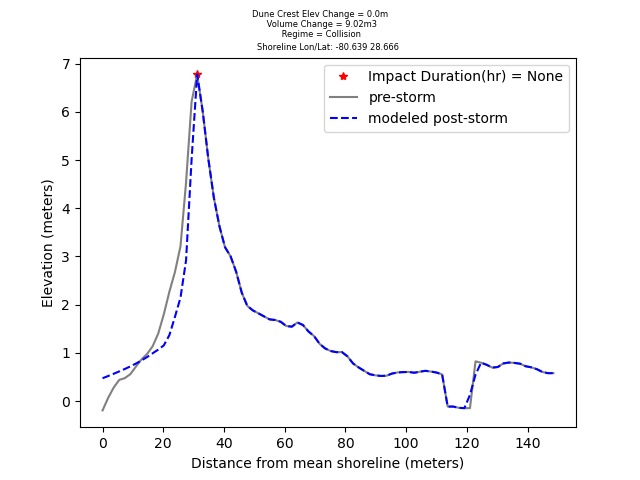 Dune Crest Elev Change = 0.0m
Volume Change = 9.02m3
Regime = Collision
Shoreline Lon/Lat: -80.639 28.666
Impact Duration(hr) = None
pre-storm
modeled post-storm
7
6
5
4
3
2
1
0
Elevation (meters)
0 20 40 60 80 100 120 140
Distance from mean shoreline (meters)